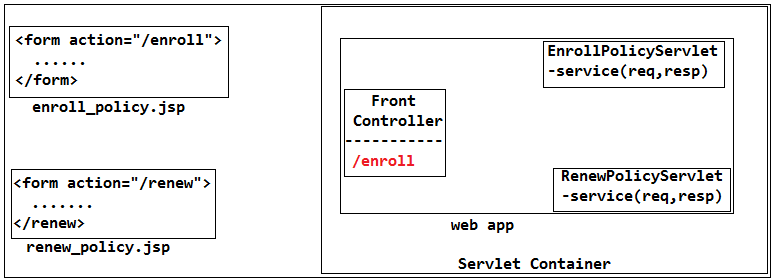 <form action="/enroll">
......
</form>
enroll_policy.jsp
<form action="/renew">
.......
</renew>
renew_policy.jsp
Front
Controller
-----------
/enroll
EnrollPolicyServlet
-service(req,resp)
RenewPolicyServlet
-service(req,resp)
web app
Servlet Container